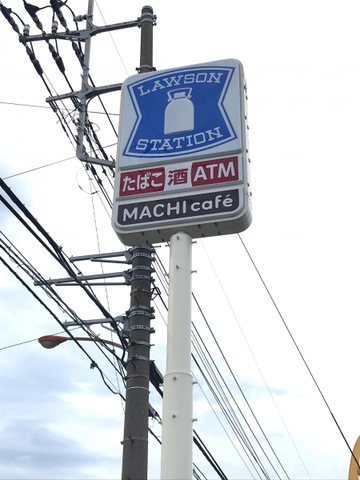 LAWSON
STATION
たばこ 酒 ATM
MACHI café